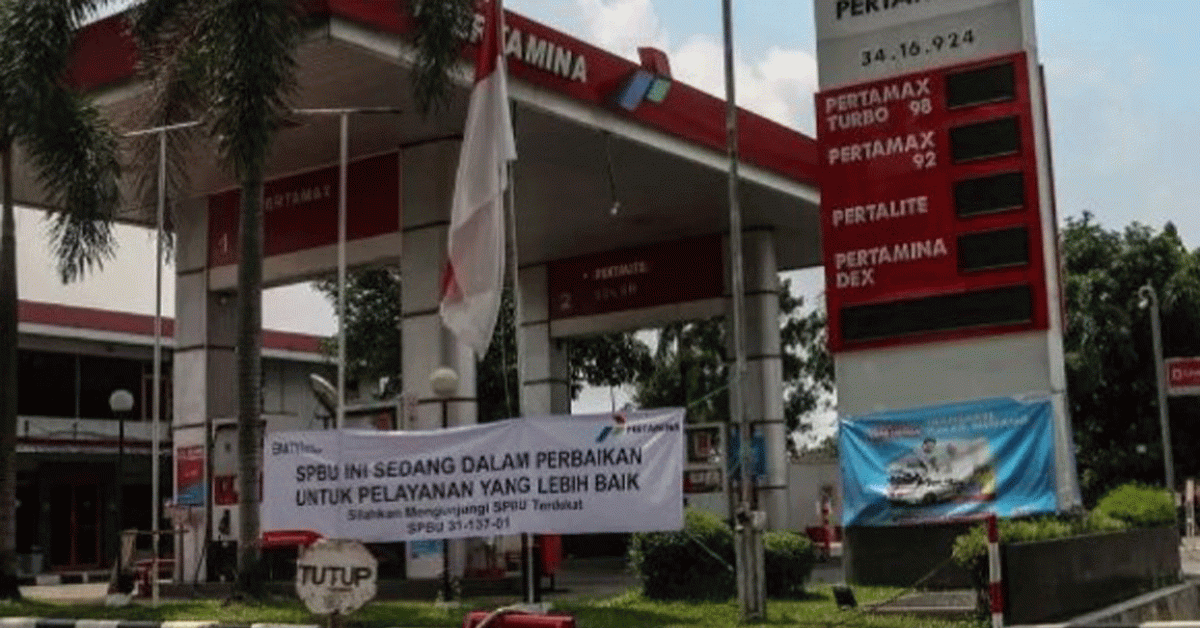 PERTAMINA
34.16.924
PERTAMAX
TURBO 98
PERTAMAX
92
PERTALITE
PERTAMINA
DEX
PERTAMAX
1
PERTALITE
2
PERTAMINA
SPBU INI SEDANG DALAM PERBAIKAN
UNTUK PELAYANAN YANG LEBIH BAIK
Silahkan Mengunjungi SPBU Terdekat
SPBU 31-137-01
TUTUP